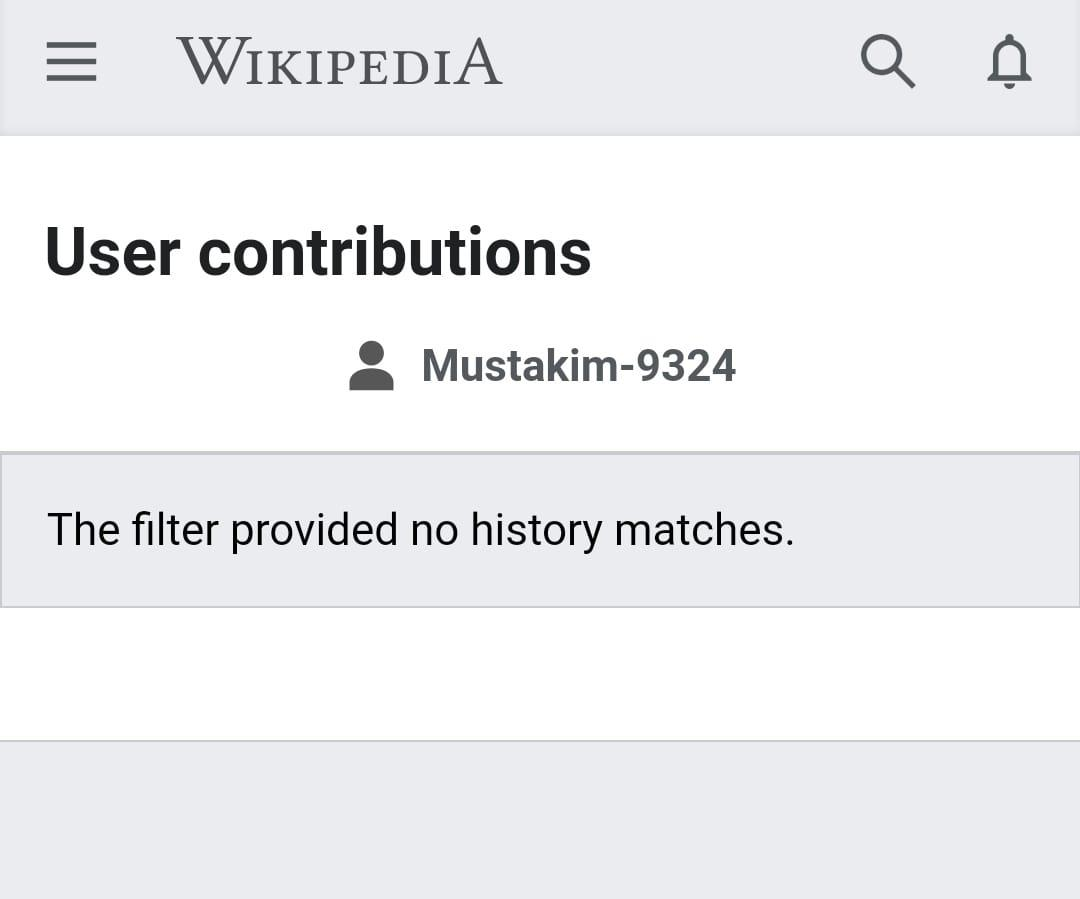 WIKIPEDIA
User contributions
Mustakim-9324
The filter provided no history matches.